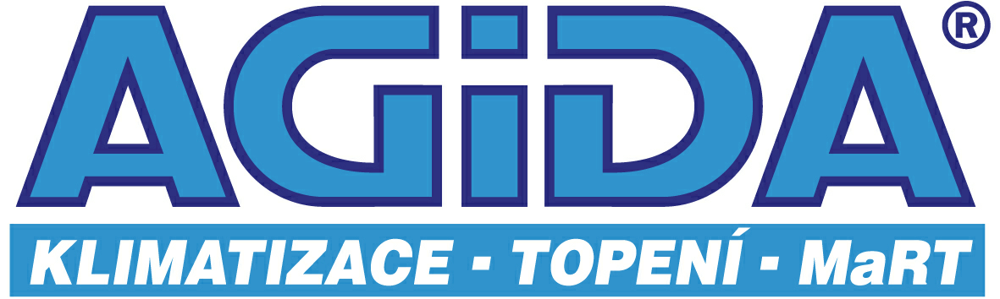 AGiDA®
KLIMATIZACE - TOPENÍ - MaRT